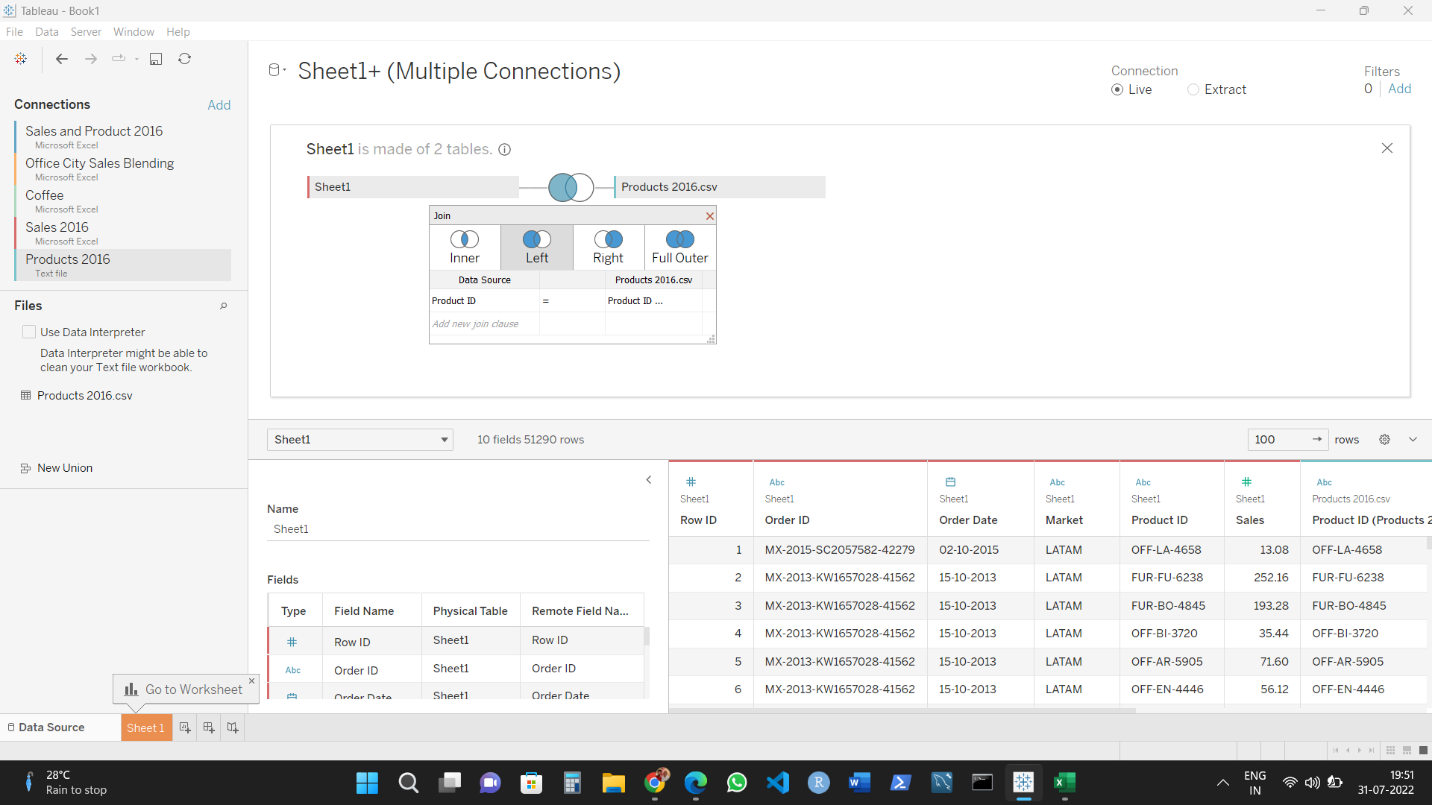 Tableau - Book1
File Data Server Window Help
Connections Add
Sales and Product 2016
Microsoft Excel
Office City Sales Blending
Microsoft Excel
Coffee
Microsoft Excel
Sales 2016
Microsoft Excel
Products 2016
Text file
Files
Use Data Interpreter
Data Interpreter might be able to
clean your Text file workbook.
Products 2016.csv
New Union
Sheet1+ (Multiple Connections)
Connection
Live Extract
Filters
0 Add
Sheet1 is made of 2 tables.
Sheet1 Products 2016.csv
Join
Inner Left Right Full Outer
Data Source Products 2016.csv
Product ID = Product ID ...
Add new join clause
Sheet1 10 fields 51290 rows 100 → rows
Name
Sheet1
Fields
Type Field Name Physical Table Remote Field Na...
# Row ID Sheet1 Row ID
Abc Order ID Sheet1 Order ID
Order Date Sheet1 Order Date
# Abc Abc Abc # Abc
Sheet1 Sheet1 Sheet1 Sheet1 Sheet1 Sheet1 Products 2016.csv
Row ID Order ID Order Date Market Product ID Sales Product ID (Products 2
1 MX-2015-SC2057582-42279 02-10-2015 LATAM OFF-LA-4658 13.08 OFF-LA-4658
2 MX-2013-KW1657028-41562 15-10-2013 LATAM FUR-FU-6238 252.16 FUR-FU-6238
3 MX-2013-KW1657028-41562 15-10-2013 LATAM FUR-BO-4845 193.28 FUR-BO-4845
4 MX-2013-KW1657028-41562 15-10-2013 LATAM OFF-BI-3720 35.44 OFF-BI-3720
5 MX-2013-KW1657028-41562 15-10-2013 LATAM OFF-AR-5905 71.60 OFF-AR-5905
6 MX-2013-KW1657028-41562 15-10-2013 LATAM OFF-EN-4446 56.12 OFF-EN-4446
Go to Worksheet
Data Source Sheet 1
28°C
Rain to stop
ENG
IN
19:51
31-07-2022